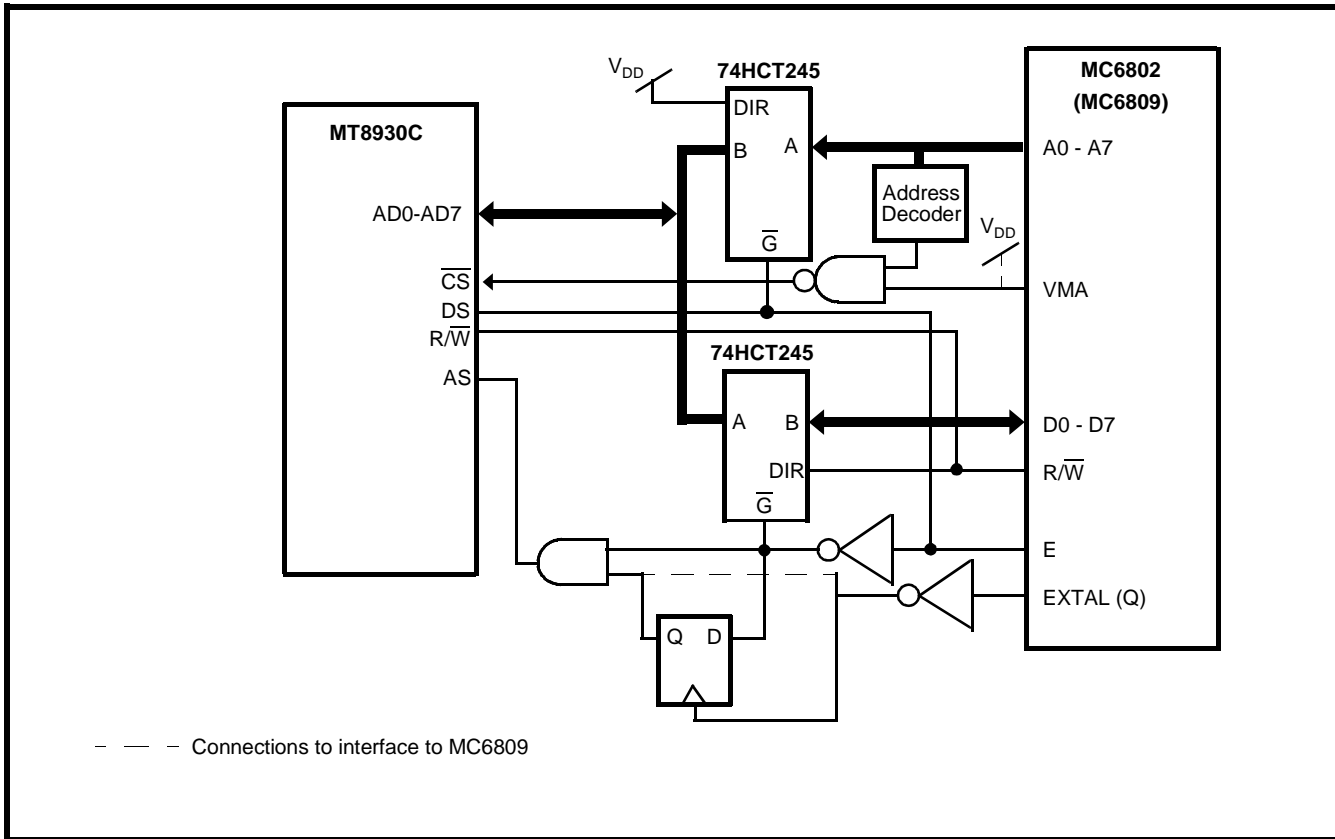 MT8930C
AD0-AD7
C̅S̅
DS
R/W̅
AS
V_DD
74HCT245
DIR
B
A
G̅
Address
Decoder
V_DD
74HCT245
A
B
DIR
G̅
Q
D
MC6802
(MC6809)
A0 - A7
VMA
D0 - D7
R/W̅
E
EXTAL (Q)
Connections to interface to MC6809